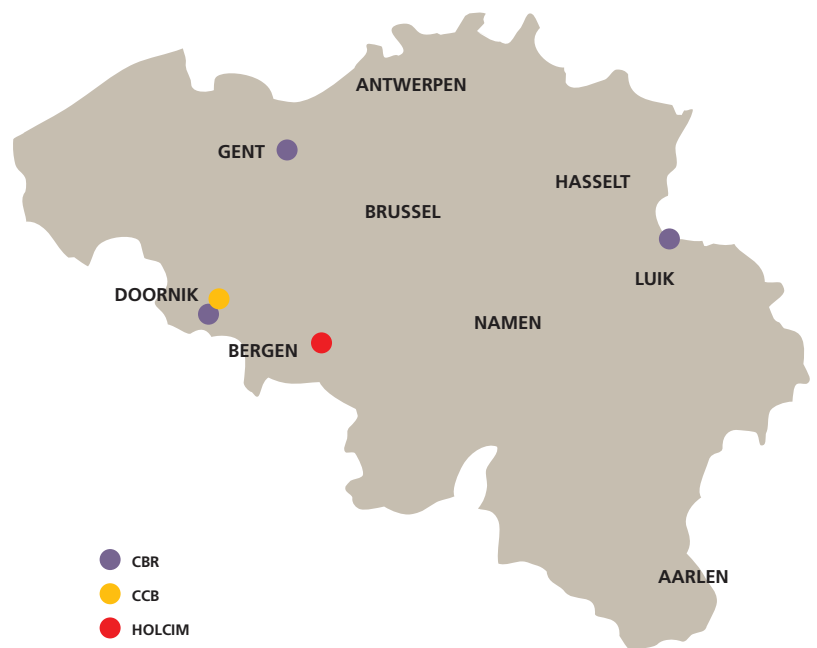 ANTWERPEN
GENT
HASSELT
BRUSSEL
LUIK
DOORNIK
NAMEN
BERGEN
CBR
AARLEN
CCB
HOLCIM